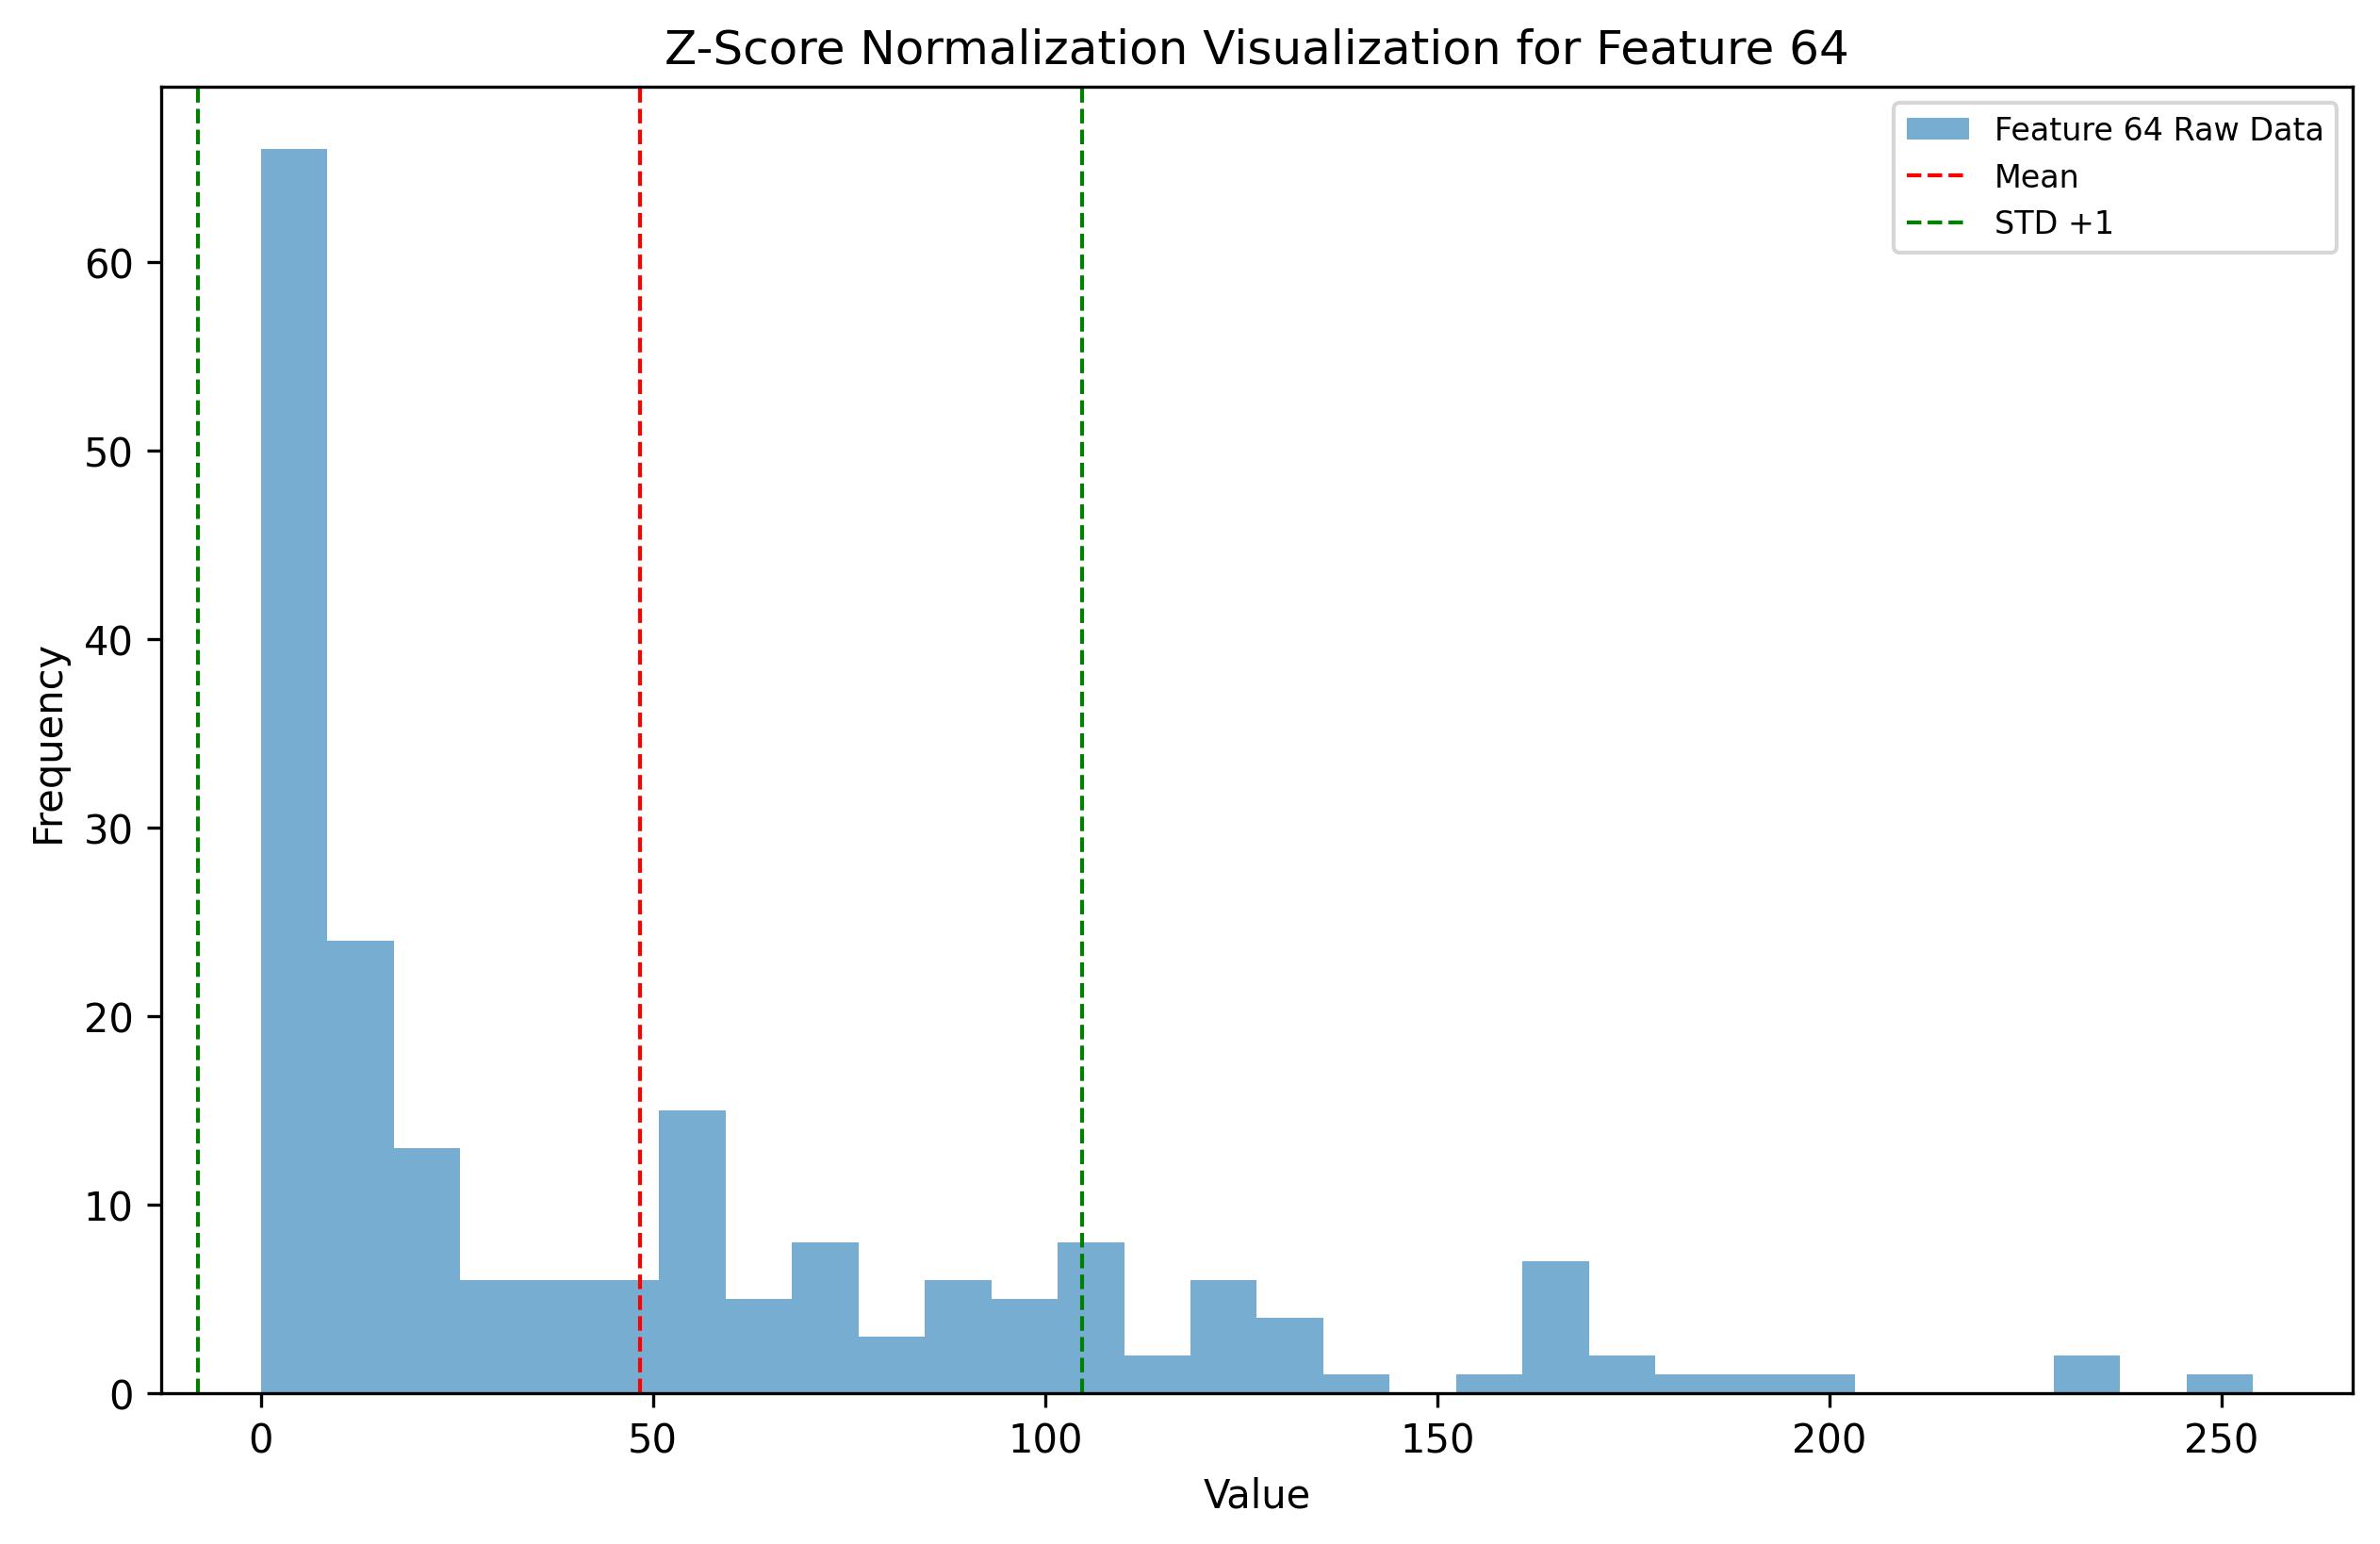 Z-Score Normalization Visualization for Feature 64
Feature 64 Raw Data
Mean
STD +1
Frequency
60
50
40
30
20
10
0
0 50 100 150 200 250
Value